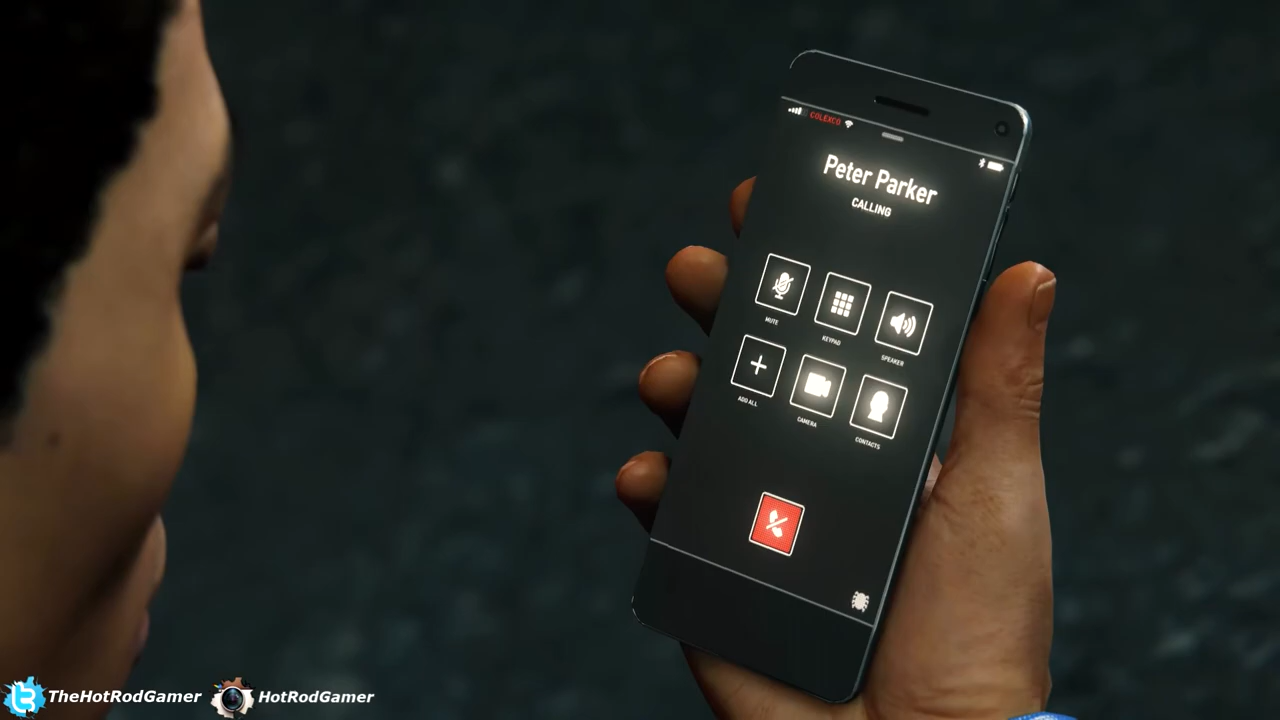 COLEXCO
Peter Parker
CALLING
MUTE
KEYPAD
SPEAKER
ADD ALL
CAMERA
CONTACTS
TheHotRodGamer
HotRodGamer